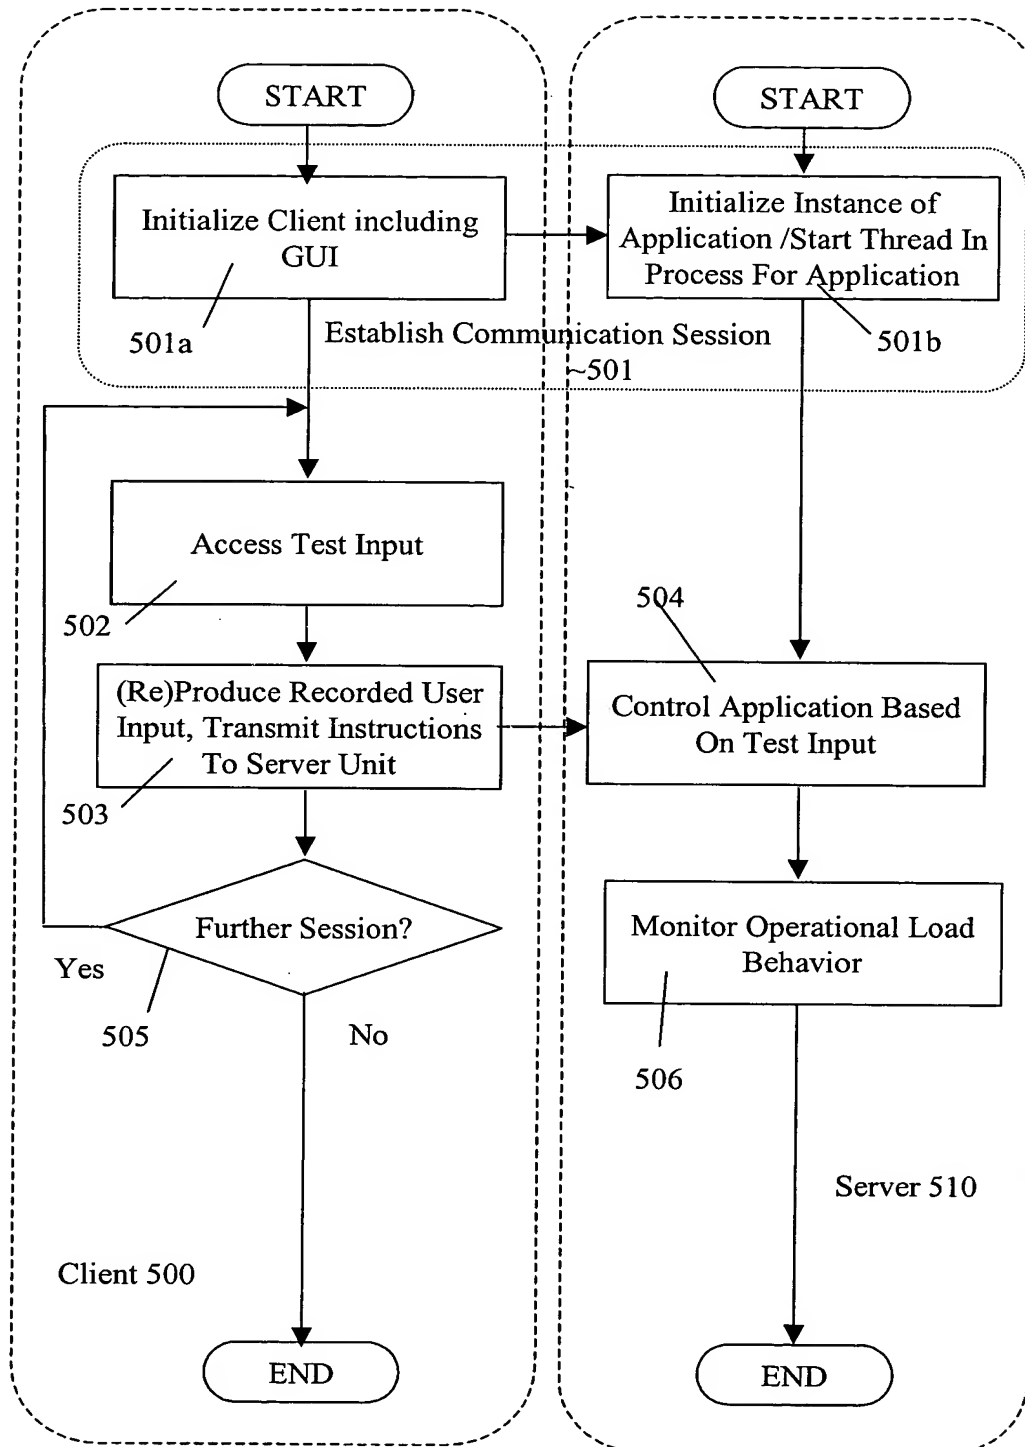 START
START
Initialize Client including
GUI
Initialize Instance of
Application /Start Thread In
Process For Application
501a
Establish Communication Session
~501
501b
Access Test Input
502
504
(Re)Produce Recorded User
Input, Transmit Instructions
To Server Unit
503
Control Application Based
On Test Input
Further Session?
Yes
505
No
Monitor Operational Load
Behavior
506
Server 510
Client 500
END
END